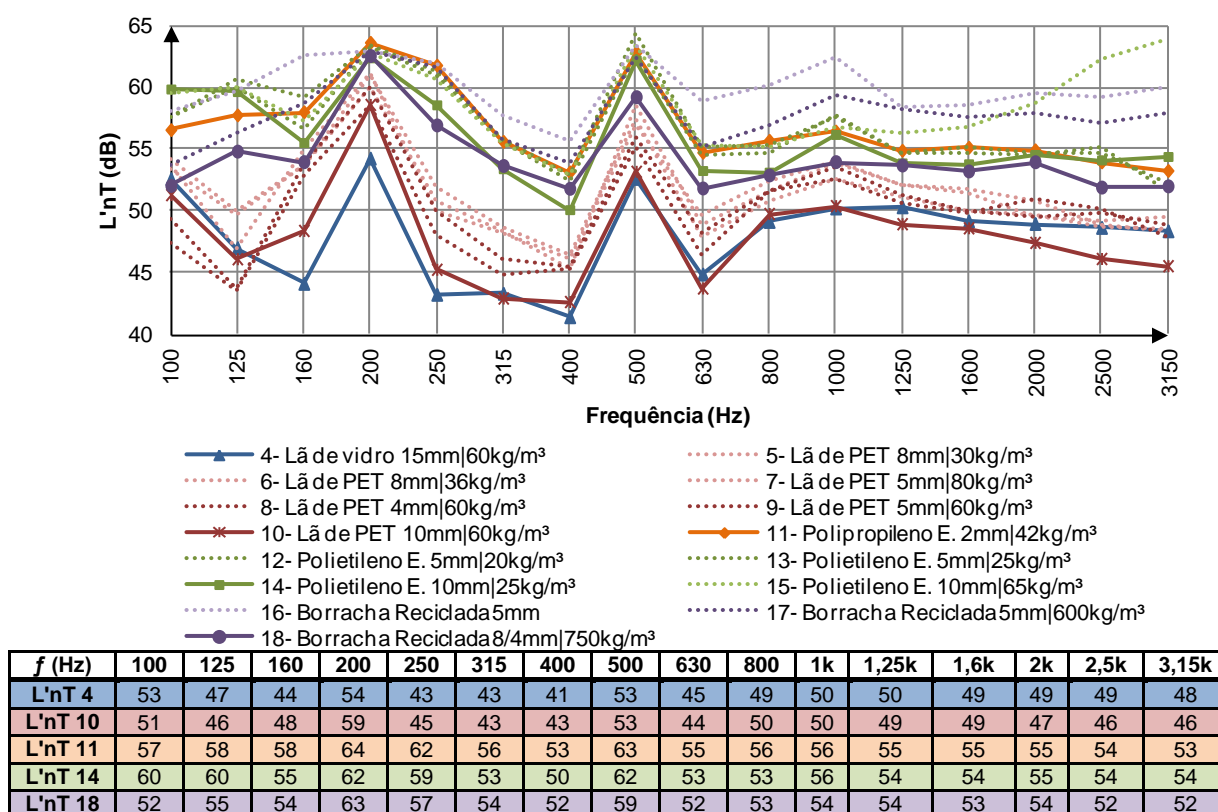 65
60
55
50
45
40
L'nT (dB)
100 125 160 200 250 315 400 500 630 800 1000 1250 1600 2000 2500 3150
Frequência (Hz)
4- Lã de vidro 15mm|60kg/m³ 5- Lã de PET 8mm|30kg/m³
6- Lã de PET 8mm|36kg/m³ 7- Lã de PET 5mm|80kg/m³
8- Lã de PET 4mm|60kg/m³ 9- Lã de PET 5mm|60kg/m³
10- Lã de PET 10mm|60kg/m³ 11- Polipropileno E. 2mm|42kg/m³
12- Polietileno E. 5mm|20kg/m³ 13- Polietileno E. 5mm|25kg/m³
14- Polietileno E. 10mm|25kg/m³ 15- Polietileno E. 10mm|65kg/m³
16- Borracha Reciclada 5mm 17- Borracha Reciclada 5mm|600kg/m³
18- Borracha Reciclada 8/4mm|750kg/m³
f (Hz) 100 125 160 200 250 315 400 500 630 800 1k 1,25k 1,6k 2k 2,5k 3,15k
L'nT 4 53 47 44 54 43 43 41 53 45 49 50 50 49 49 49 48
L'nT 10 51 46 48 59 45 43 43 53 44 50 50 49 49 47 46 46
L'nT 11 57 58 58 64 62 56 53 63 55 56 56 55 55 55 54 53
L'nT 14 60 60 55 62 59 53 50 62 53 53 56 54 54 55 54 54
L'nT 18 52 55 54 63 57 54 52 59 52 53 54 54 53 54 52 52